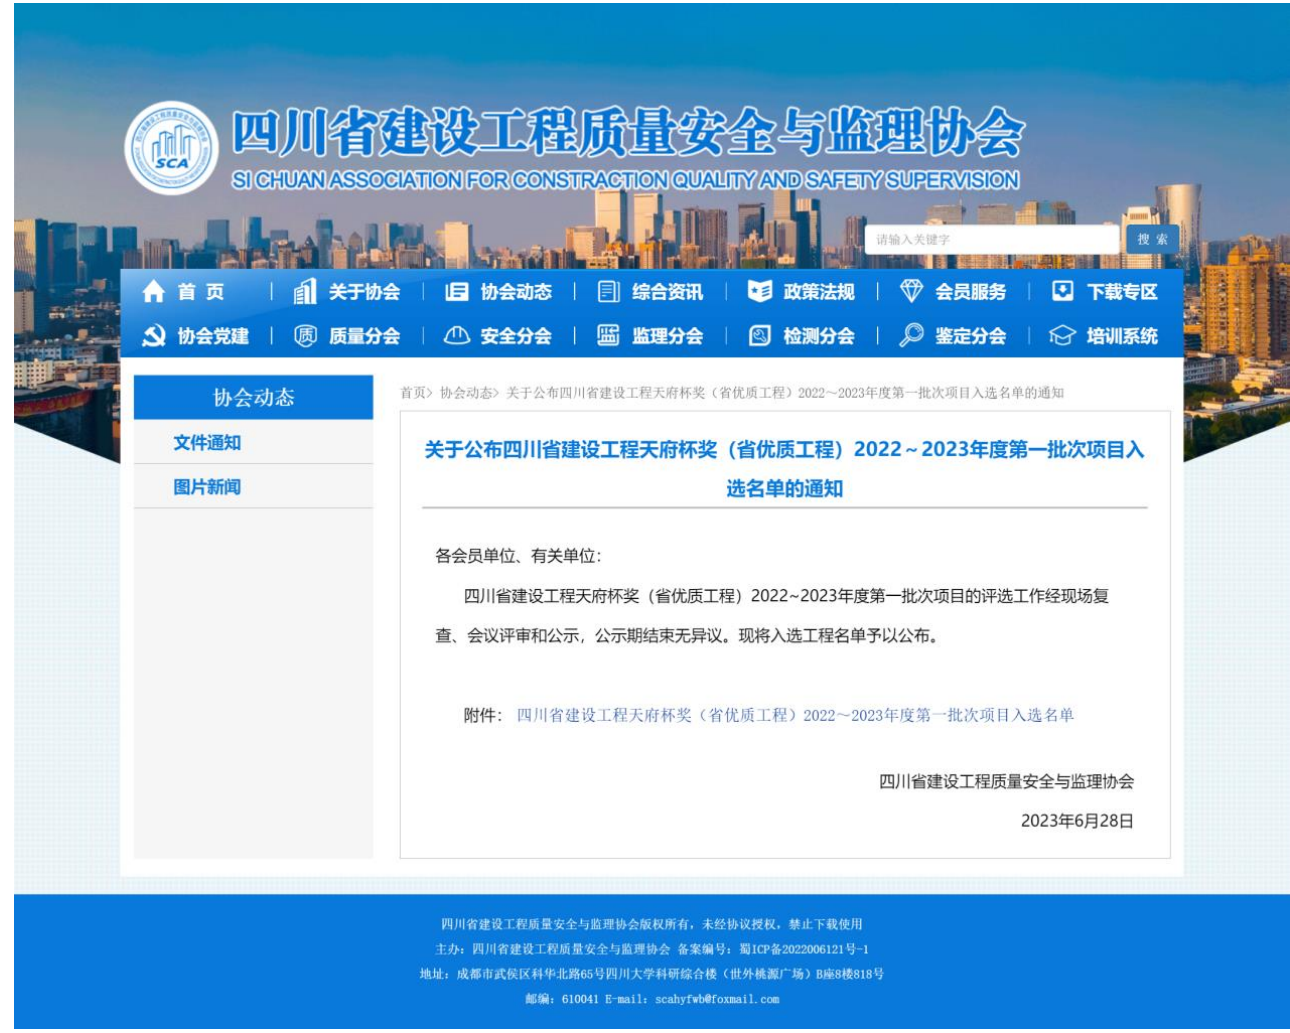 四川省建设工程质量安全与监理协会
SCA
SI CHUAN ASSOCIATION FOR CONSTRACTION QUALITY AND SAFETY SUPERVISION
请输入关键字 搜 索
首 页 关于协会 协会动态 综合资讯 政策法规 会员服务 下载专区
协会党建 质 质量分会 安全分会 监 监理分会 检测分会 鉴定分会 培训系统
协会动态
文件通知
图片新闻
首页> 协会动态> 关于公布四川省建设工程天府杯奖（省优质工程）2022～2023年度第一批次项目入选名单的通知
关于公布四川省建设工程天府杯奖（省优质工程）2022～2023年度第一批次项目入
选名单的通知
各会员单位、有关单位：
四川省建设工程天府杯奖（省优质工程）2022~2023年度第一批次项目的评选工作经现场复
查、会议评审和公示，公示期结束无异议。现将入选工程名单予以公布。
附件： 四川省建设工程天府杯奖（省优质工程）2022～2023年度第一批次项目入选名单
四川省建设工程质量安全与监理协会
2023年6月28日
四川省建设工程质量安全与监理协会版权所有，未经协议授权，禁止下载使用
主办：四川省建设工程质量安全与监理协会 备案编号：蜀ICP备2022006121号-1
地址：成都市武侯区科华北路65号四川大学科研综合楼（世外桃源广场）B座8楼818号
邮编：610041 E-mail：scahyfwb@foxmail.com